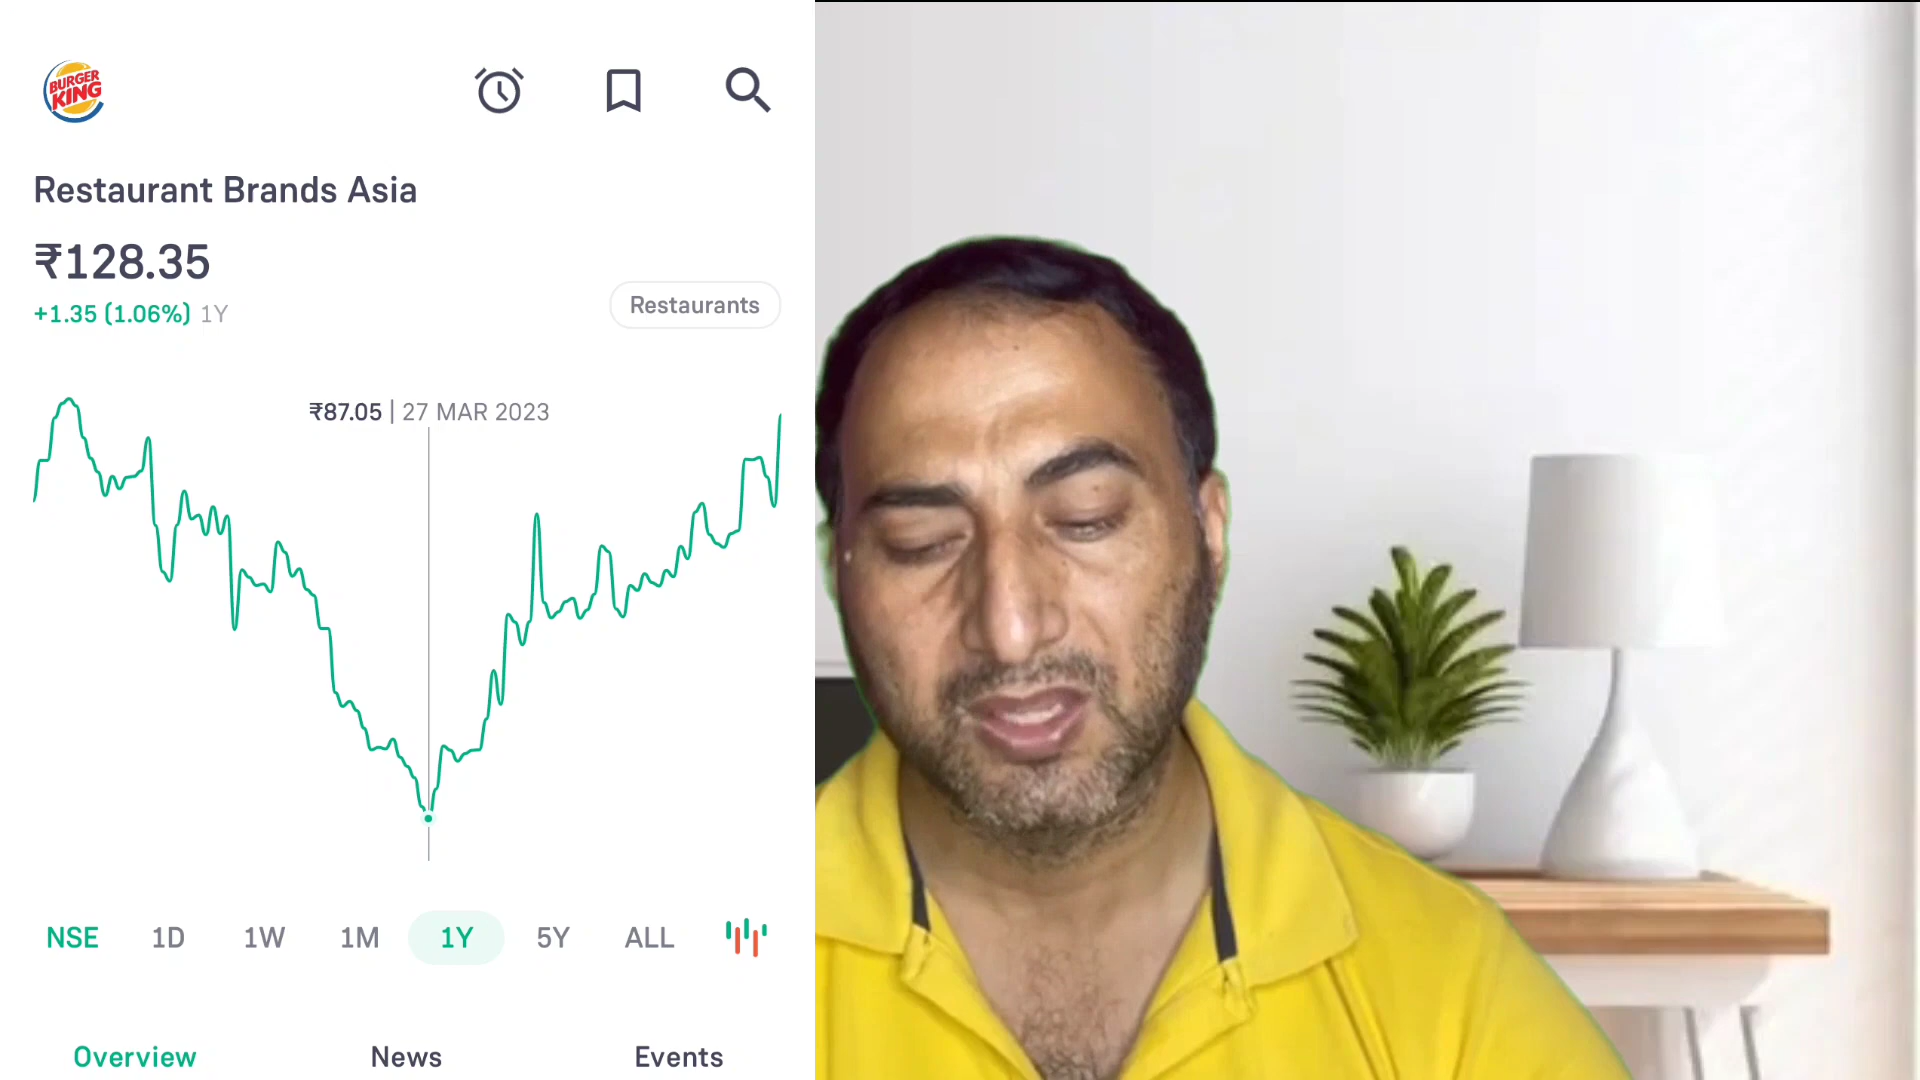 BURGER
KING
Restaurant Brands Asia
₹128.35
+1.35 (1.06%) 1Y
Restaurants
₹87.05 | 27 MAR 2023
NSE 1D 1W 1M 1Y 5Y ALL
Overview News Events